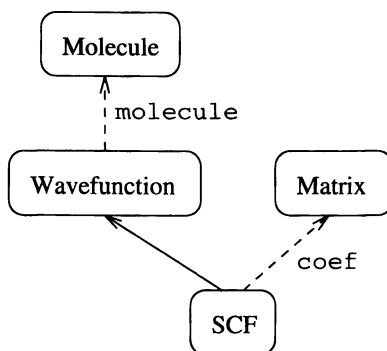 Molecule
molecule
Wavefunction
Matrix
coef
SCF